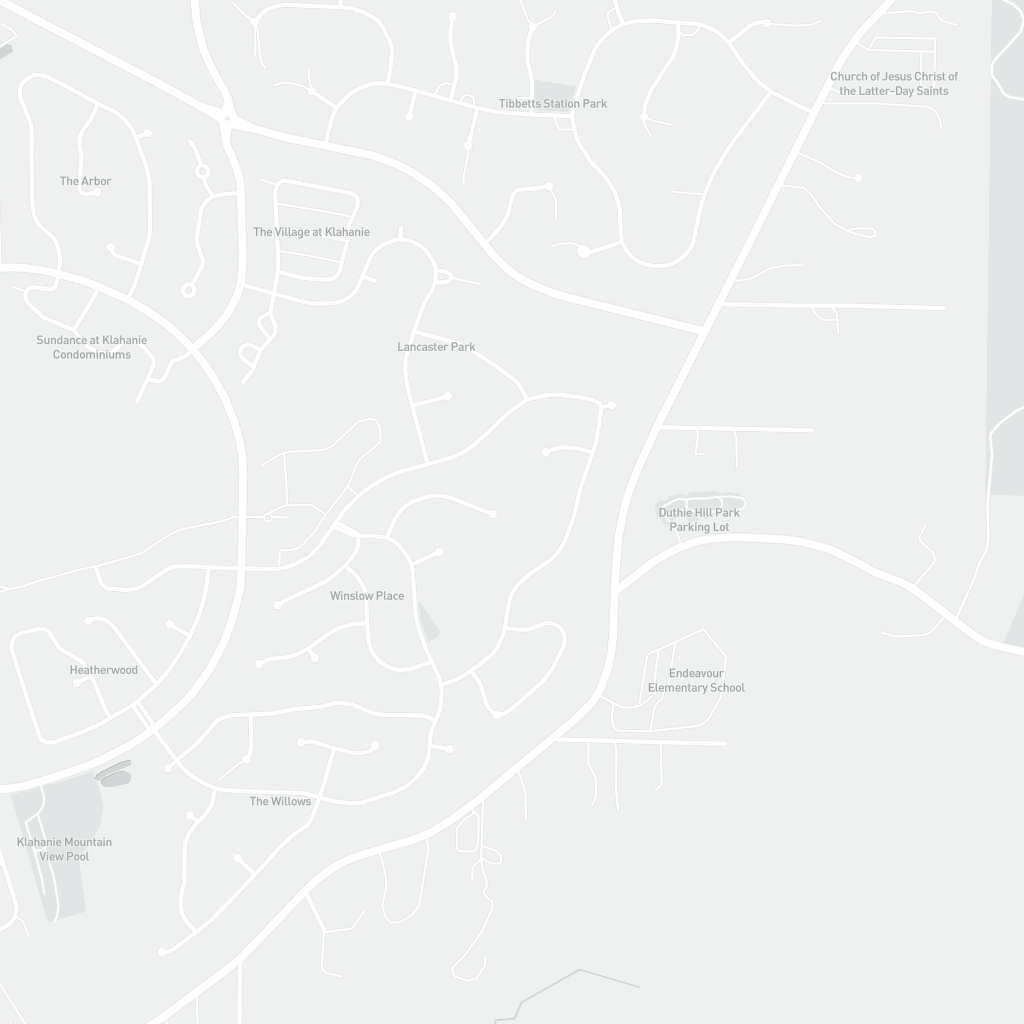 Church of Jesus Christ of
the Latter-Day Saints
Tibbetts Station Park
The Arbor
The Village at Klahanie
Sundance at Klahanie
Condominiums
Lancaster Park
Duthie Hill Park
Parking Lot
Winslow Place
Heatherwood
Endeavour
Elementary School
The Willows
Klahanie Mountain
View Pool